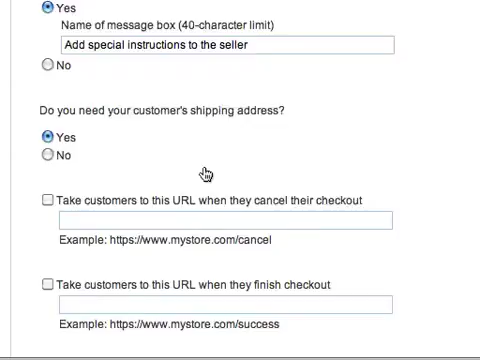 Yes
Name of message box (40-character limit)
Add special instructions to the seller
No
Do you need your customer's shipping address?
Yes
No
Take customers to this URL when they cancel their checkout
Example: https://www.mystore.com/cancel
Take customers to this URL when they finish checkout
Example: https://www.mystore.com/success